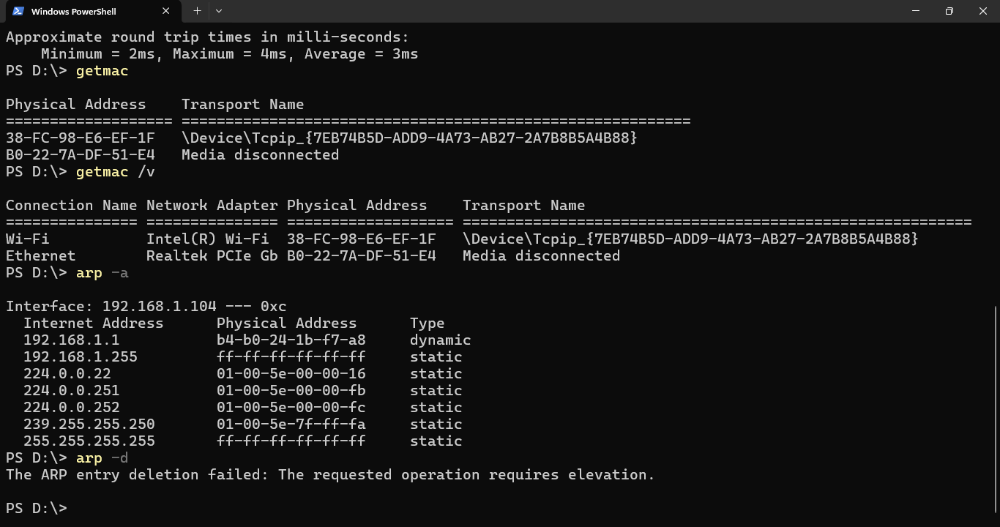 Windows PowerShell
Approximate round trip times in milli-seconds:
    Minimum = 2ms, Maximum = 4ms, Average = 3ms
PS D:\> getmac

Physical Address    Transport Name
=================== ==========================================================
38-FC-98-E6-EF-1F   \Device\Tcpip_{7EB74B5D-ADD9-4A73-AB27-2A7B8B5A4B88}
B0-22-7A-DF-51-E4   Media disconnected
PS D:\> getmac /v

Connection Name Network Adapter Physical Address    Transport Name
=============== =============== =================== ==========================================================
Wi-Fi           Intel(R) Wi-Fi  38-FC-98-E6-EF-1F   \Device\Tcpip_{7EB74B5D-ADD9-4A73-AB27-2A7B8B5A4B88}
Ethernet        Realtek PCIe Gb B0-22-7A-DF-51-E4   Media disconnected
PS D:\> arp -a

Interface: 192.168.1.104 --- 0xc
  Internet Address      Physical Address      Type
  192.168.1.1           b4-b0-24-1b-f7-a8     dynamic
  192.168.1.255         ff-ff-ff-ff-ff-ff     static
  224.0.0.22            01-00-5e-00-00-16     static
  224.0.0.251           01-00-5e-00-00-fb     static
  224.0.0.252           01-00-5e-00-00-fc     static
  239.255.255.250       01-00-5e-7f-ff-fa     static
  255.255.255.255       ff-ff-ff-ff-ff-ff     static
PS D:\> arp -d
The ARP entry deletion failed: The requested operation requires elevation.

PS D:\>